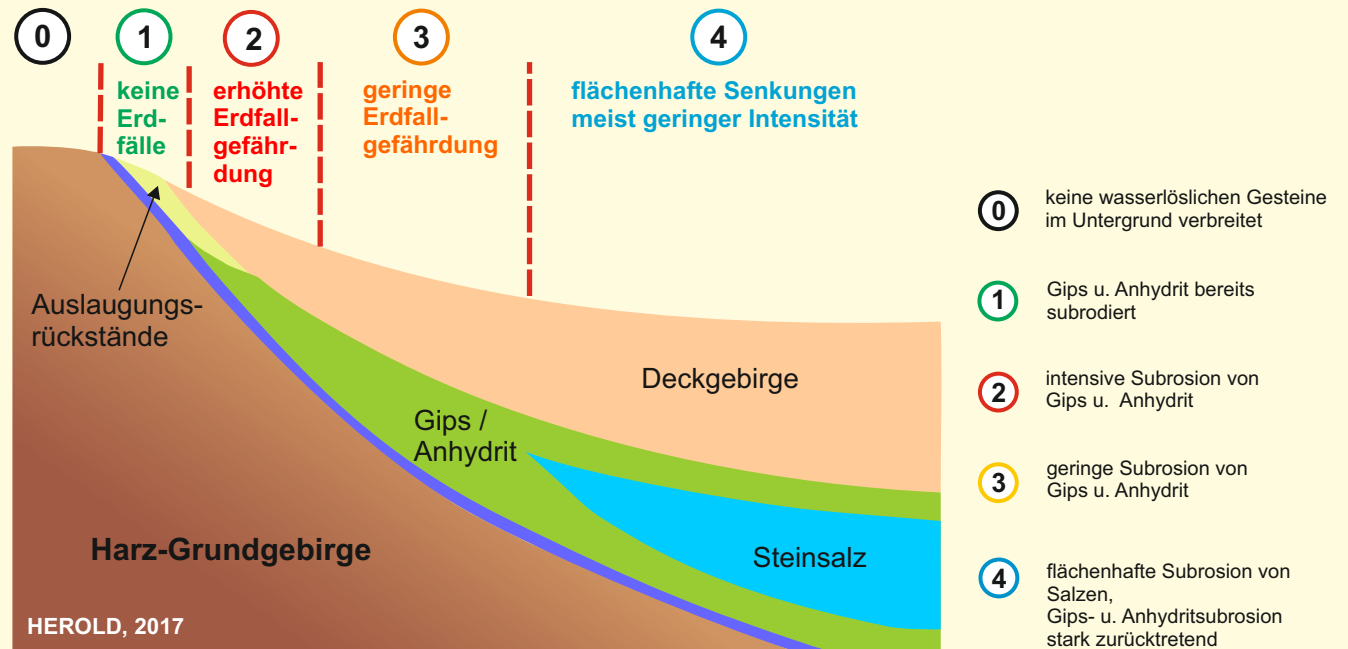 0
1
2
3
4
keine
Erd-
fälle
erhöhte
Erdfall-
gefähr-
dung
geringe
Erdfall-
gefährdung
flächenhafte Senkungen
meist geringer Intensität
Auslaugungs-
rückstände
Deckgebirge
Gips /
Anhydrit
Steinsalz
Harz-Grundgebirge
HEROLD, 2017
0
keine wasserlöslichen Gesteine
im Untergrund verbreitet
1
Gips u. Anhydrit bereits
subrodiert
2
intensive Subrosion von
Gips u. Anhydrit
3
geringe Subrosion von
Gips u. Anhydrit
4
flächenhafte Subrosion von
Salzen,
Gips- u. Anhydritsubrosion
stark zurücktretend